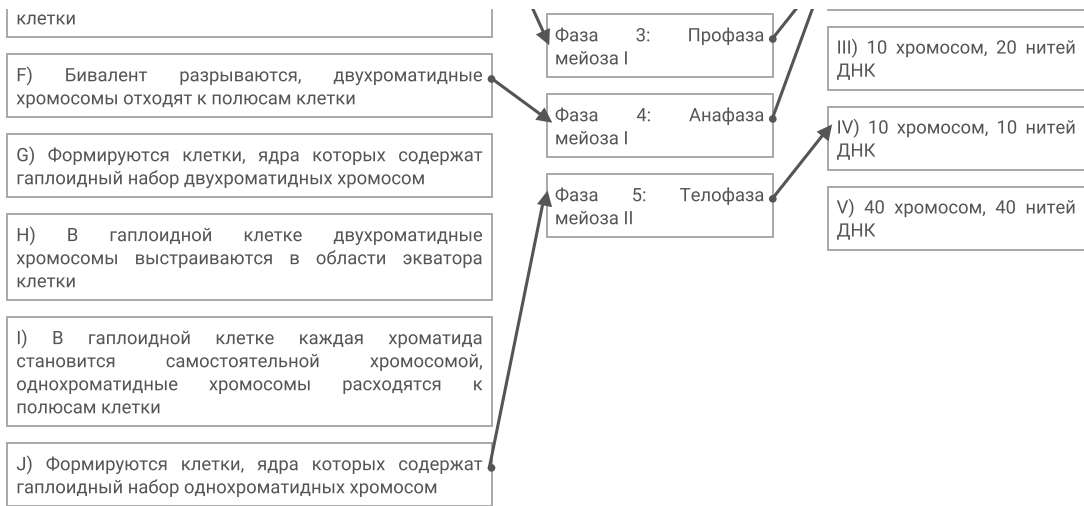 клетки
F) Бивалент разрываются, двухроматидные
хромосомы отходят к полюсам клетки
G) Формируются клетки, ядра которых содержат
гаплоидный набор двухроматидных хромосом
H) В гаплоидной клетке двухроматидные
хромосомы выстраиваются в области экватора
клетки
I) В гаплоидной клетке каждая хроматида
становится самостоятельной хромосомой,
однохроматидные хромосомы расходятся к
полюсам клетки
J) Формируются клетки, ядра которых содержат
гаплоидный набор однохроматидных хромосом
Фаза 3: Профаза
мейоза I
Фаза 4: Анафаза
мейоза I
Фаза 5: Телофаза
мейоза II
III) 10 хромосом, 20 нитей
ДНК
IV) 10 хромосом, 10 нитей
ДНК
V) 40 хромосом, 40 нитей
ДНК